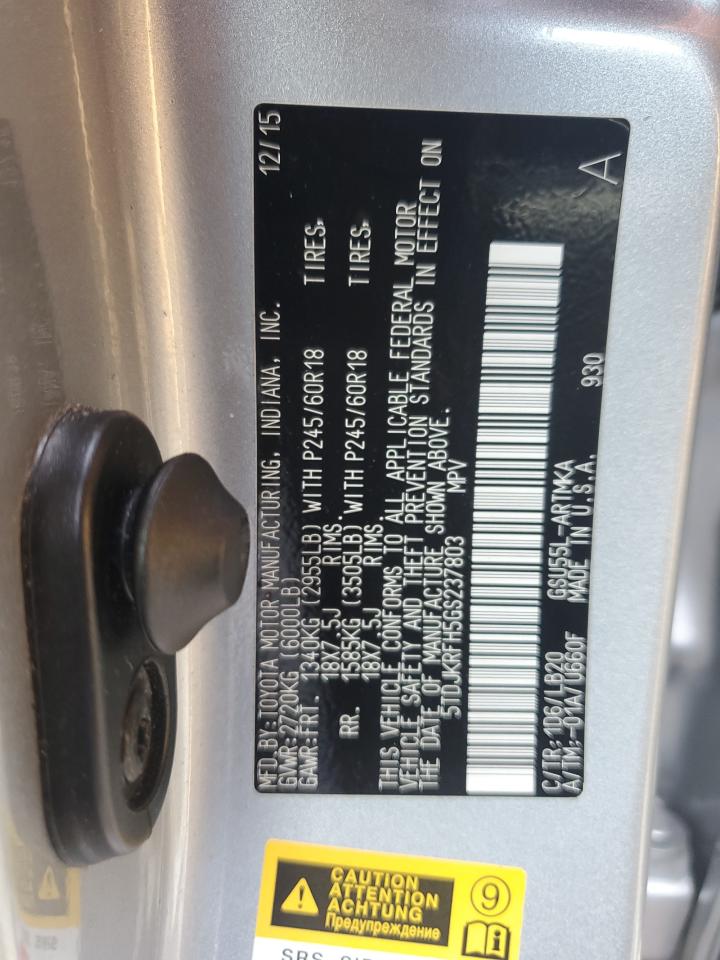 MFD.BY:TOYOTA MOTOR MANUFACTURING, INDIANA, INC. 12/15
GVWR:2720KG (6000LB)
GAWR:FRT. 1340KG (2955LB) WITH P245/60R18 TIRES,
18X7.5J RIMS.
RR. 1585KG (3505LB) WITH P245/60R18 TIRES,
18X7.5J RIMS.
THIS VEHICLE CONFORMS TO ALL APPLICABLE FEDERAL MOTOR
VEHICLE SAFETY AND THEFT PREVENTION STANDARDS IN EFFECT ON
THE DATE OF MANUFACTURE SHOWN ABOVE.
5TDJKRFH5GS237803 MPV
C/TR:1D6/LB20 GSU55L-ARTMKA 930 A
A/TM:-01A/U660F MADE IN U.S.A.
CAUTION
ATTENTION
ACHTUNG
Предупреждение
9